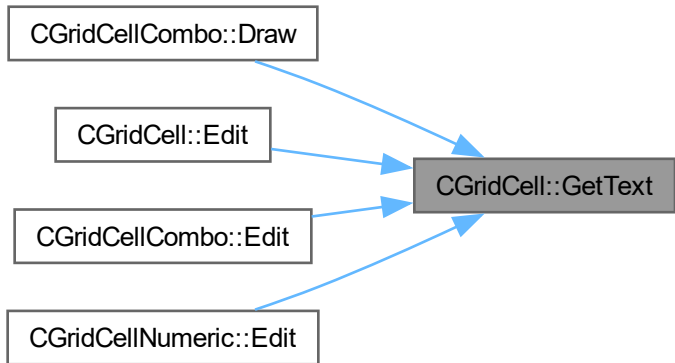 CGridCellCombo::Draw
CGridCell::Edit
CGridCell::GetText
CGridCellCombo::Edit
CGridCellNumeric::Edit